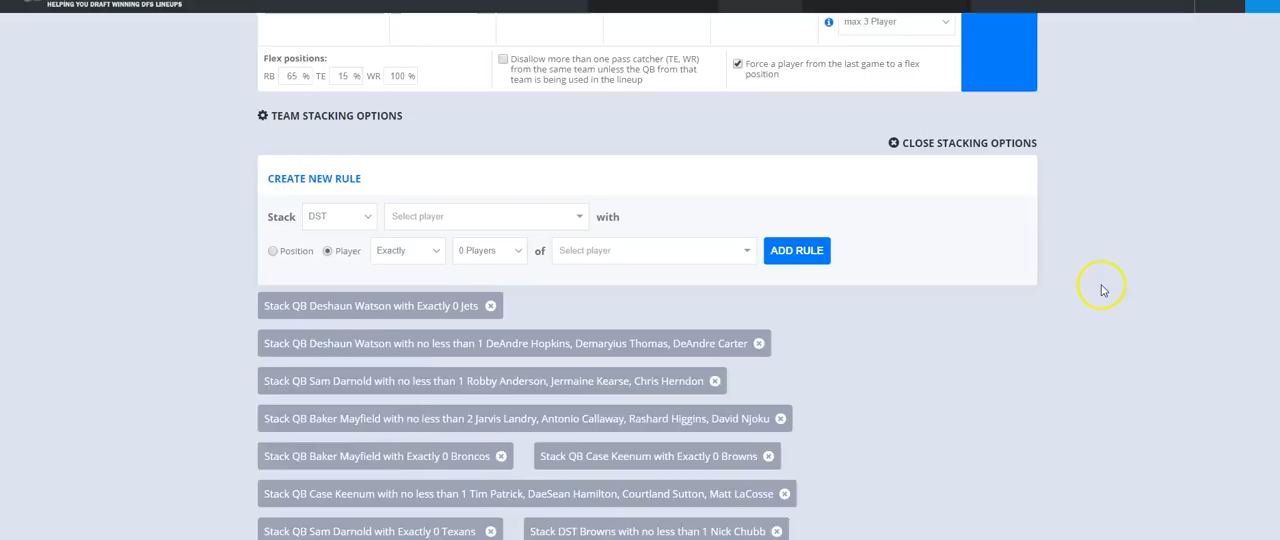 HELPING YOU DRAFT WINNING DFS LINEUPS
max 3 Player
Flex positions:
RB 65 % TE 15 % WR 100 %
Disallow more than one pass catcher (TE, WR)
from the same team unless the QB from that
team is being used in the lineup
Force a player from the last game to a flex
position
TEAM STACKING OPTIONS
CLOSE STACKING OPTIONS
CREATE NEW RULE
Stack DST Select player with
Position Player Exactly 0 Players of Select player ADD RULE
Stack QB Deshaun Watson with Exactly 0 Jets
Stack QB Deshaun Watson with no less than 1 DeAndre Hopkins, Demaryius Thomas, DeAndre Carter
Stack QB Sam Darnold with no less than 1 Robby Anderson, Jermaine Kearse, Chris Herndon
Stack QB Baker Mayfield with no less than 2 Jarvis Landry, Antonio Callaway, Rashard Higgins, David Njoku
Stack QB Baker Mayfield with Exactly 0 Broncos Stack QB Case Keenum with Exactly 0 Browns
Stack QB Case Keenum with no less than 1 Tim Patrick, DaeSean Hamilton, Courtland Sutton, Matt LaCosse
Stack QB Sam Darnold with Exactly 0 Texans Stack DST Browns with no less than 1 Nick Chubb